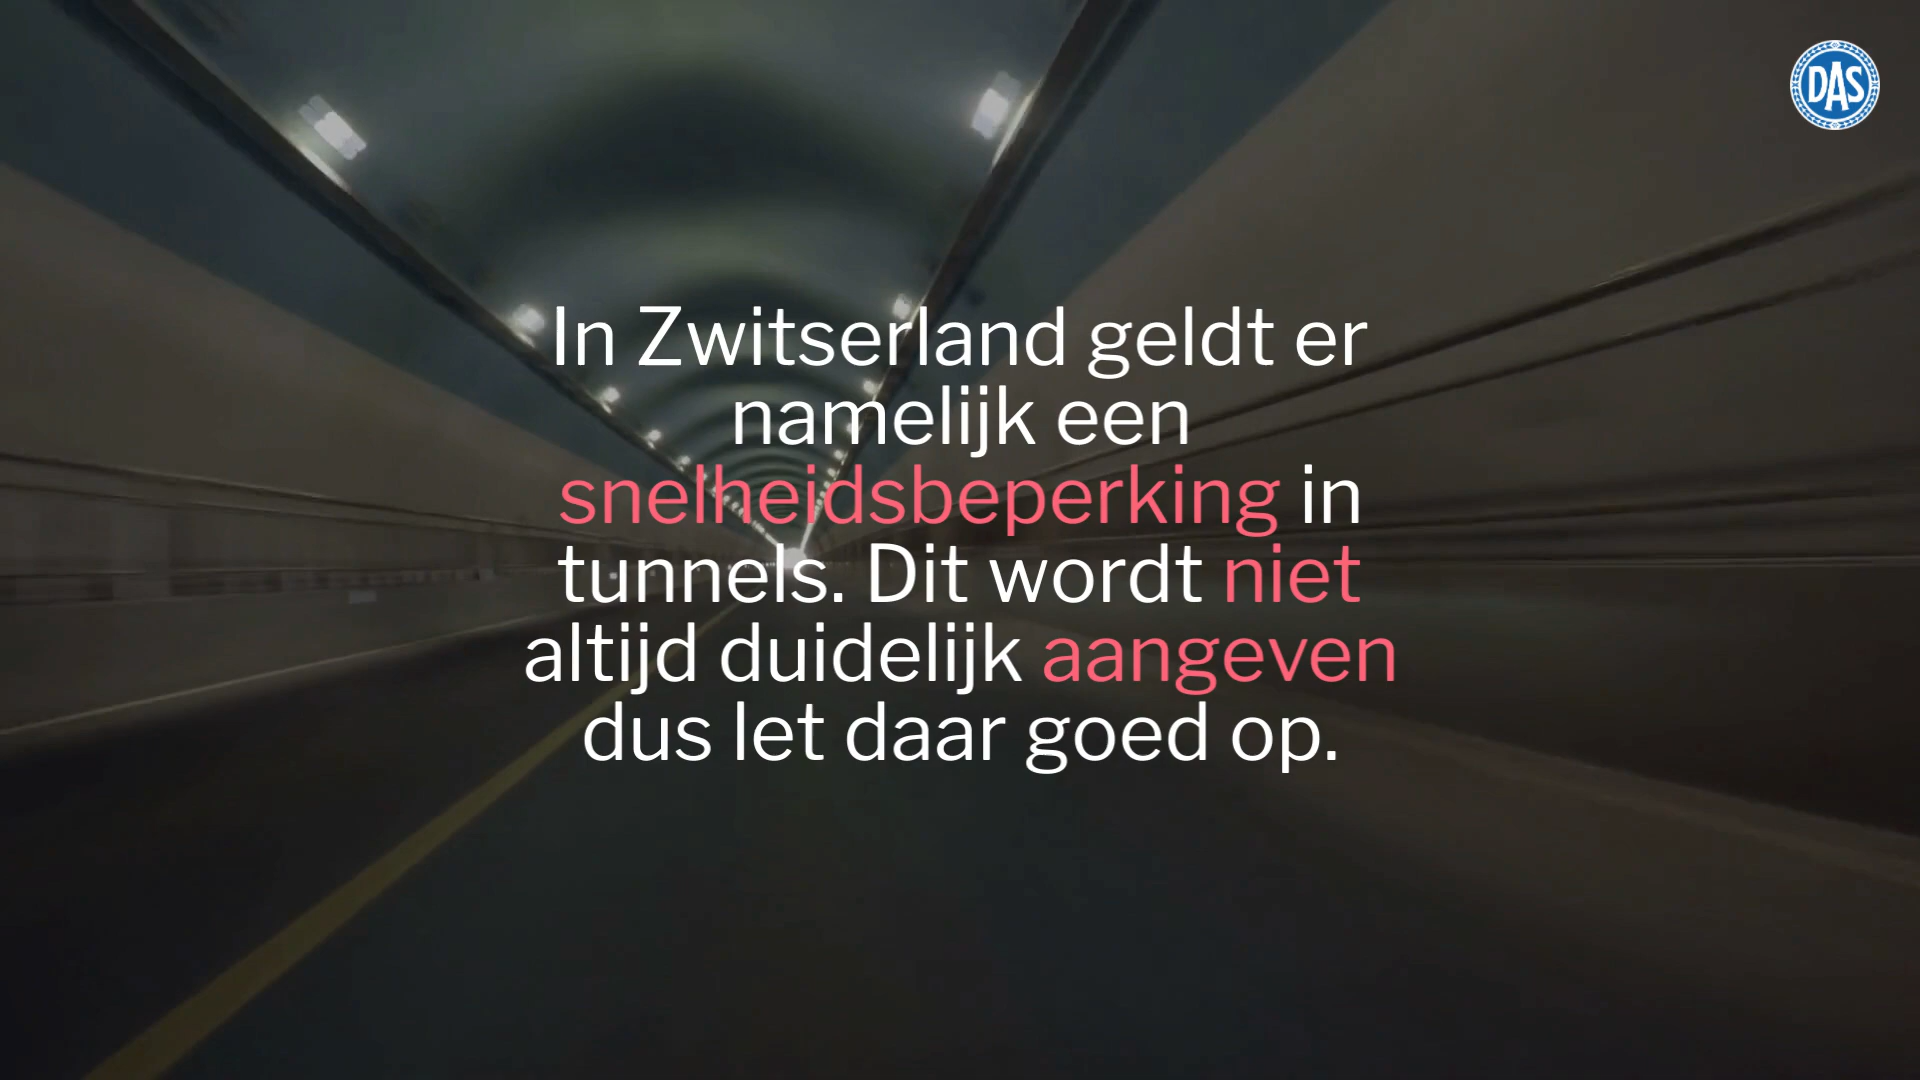 DAS
In Zwitserland geldt er
namelijk een
snelheidsbeperking in
tunnels. Dit wordt niet
altijd duidelijk aangeven
dus let daar goed op.